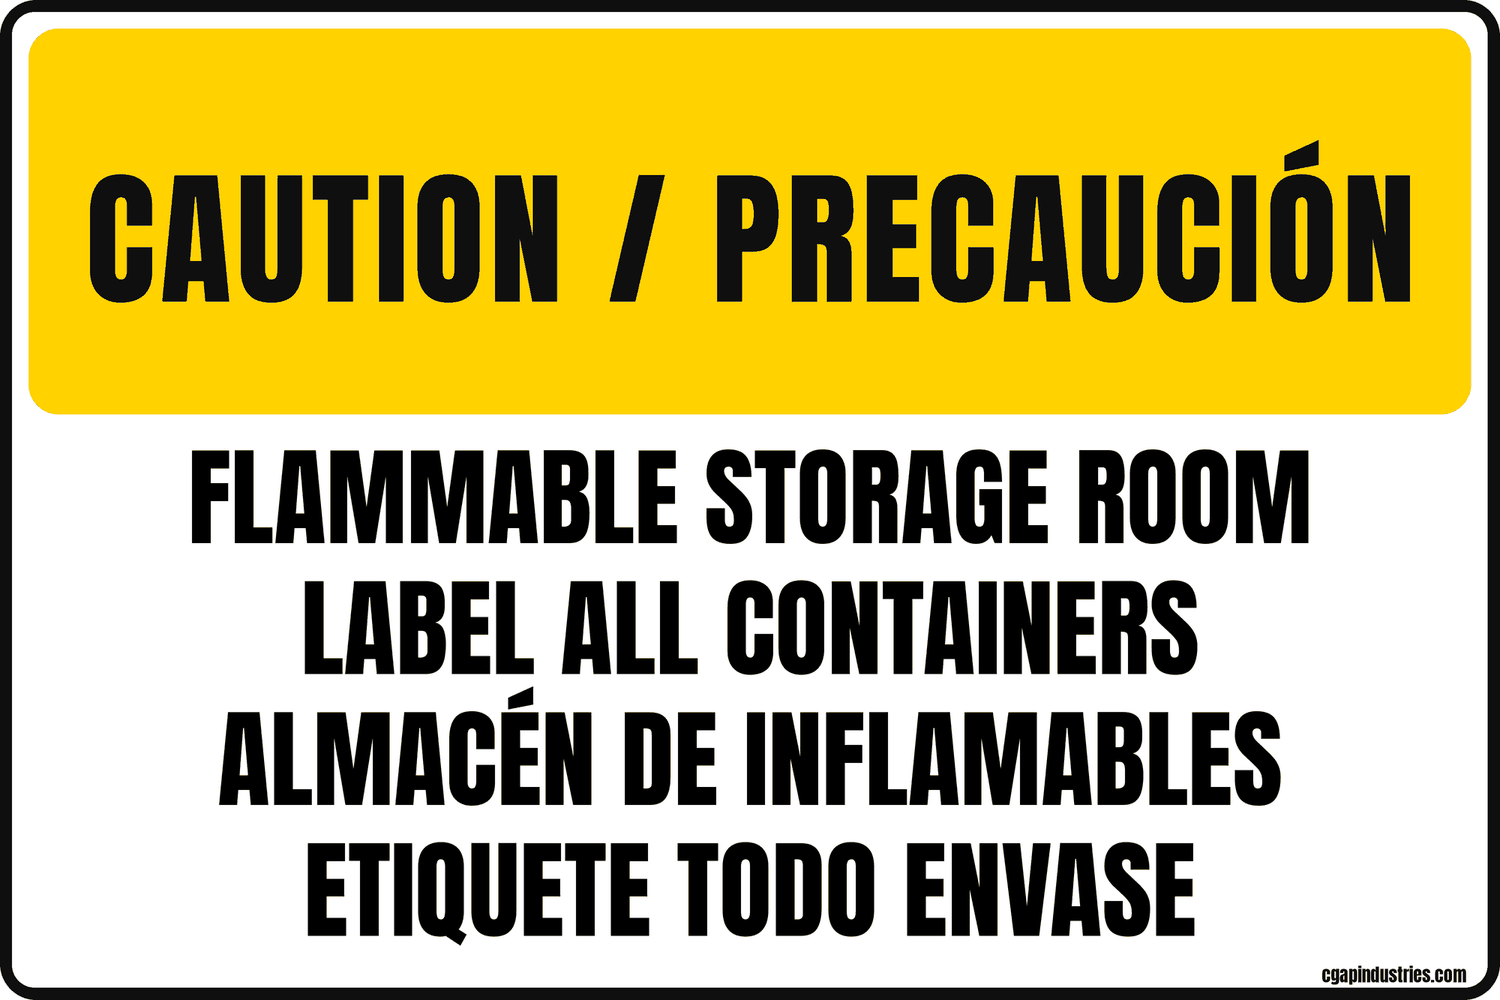 CAUTION / PRECAUCIÓN
FLAMMABLE STORAGE ROOM
LABEL ALL CONTAINERS
ALMACÉN DE INFLAMABLES
ETIQUETE TODO ENVASE
cgapindustries.com